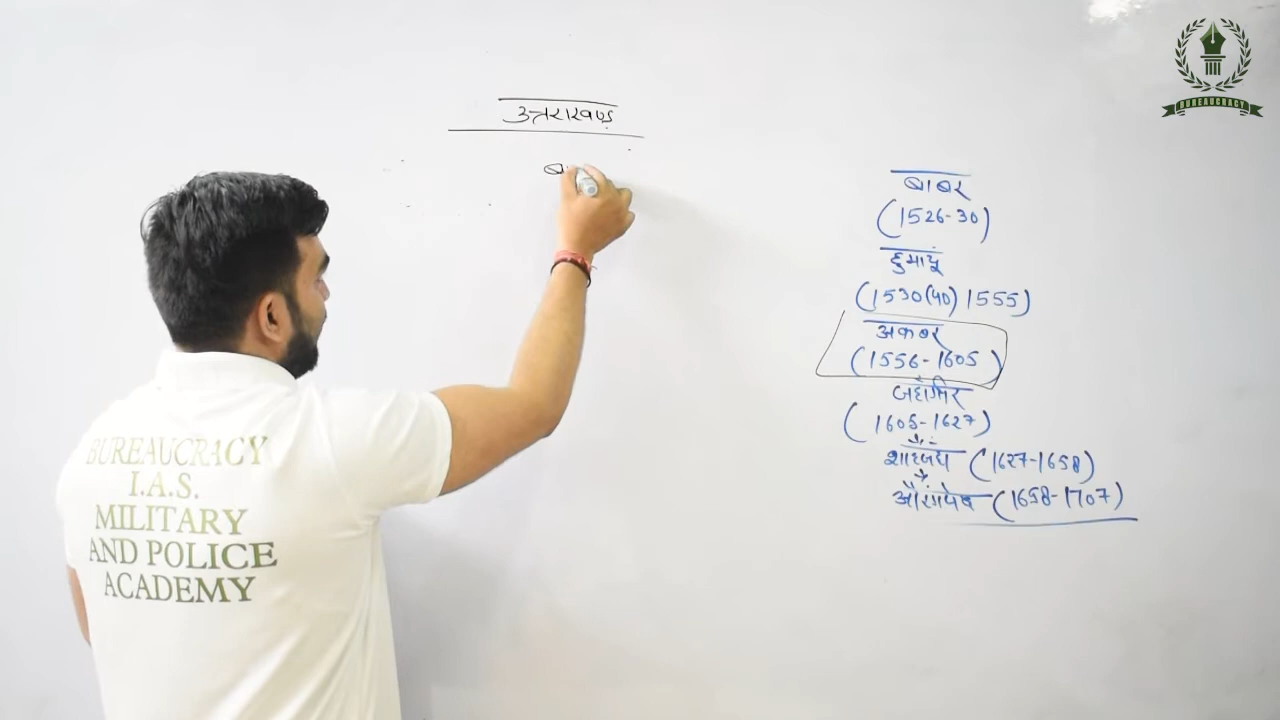 BUREAUCRACY
उत्तराखण्ड
ब
बाबर
(1526-30)
हुमायूं
(1530(40) 1555)
अकबर
(1556-1605)
जहाँगिर
(1605-1627)
शाहजहां (1627-1658)
औरंगजेब (1658-1707)
BUREAUCRACY
I.A.S.
MILITARY
AND POLICE
ACADEMY